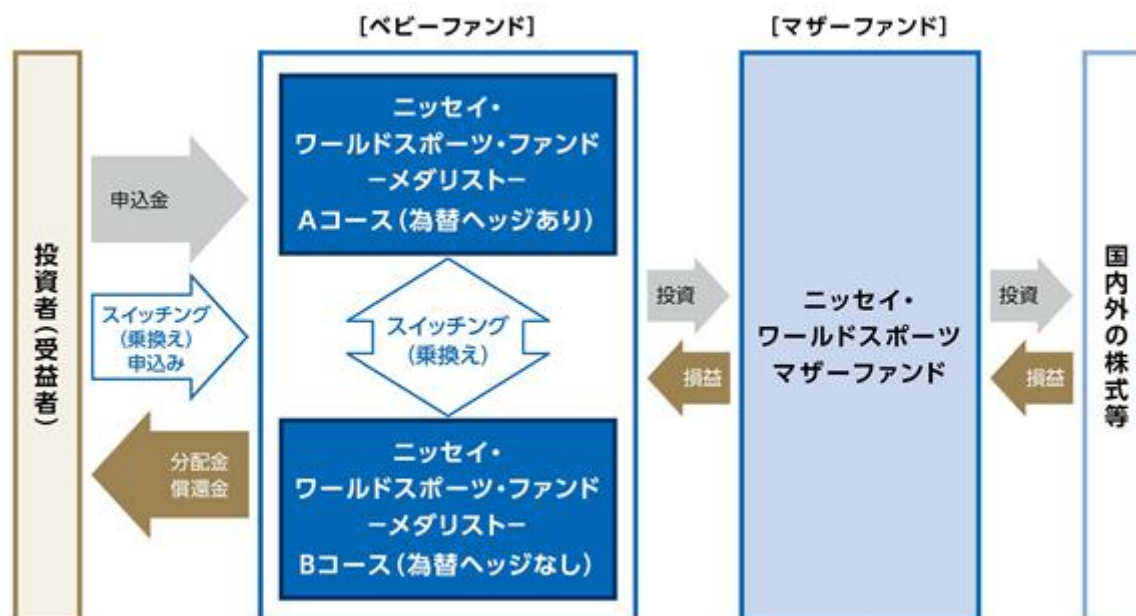 [ベビーファンド]
[マザーファンド]
投資者(受益者)
申込金
スイッチング
(乗換え)
申込み
分配金
償還金
ニッセイ・
ワールドスポーツ・ファンド
－メダリスト－
Aコース(為替ヘッジあり)
スイッチング
(乗換え)
ニッセイ・
ワールドスポーツ・ファンド
－メダリスト－
Bコース(為替ヘッジなし)
投資
損益
ニッセイ・
ワールドスポーツ
マザーファンド
投資
損益
国内外の株式等